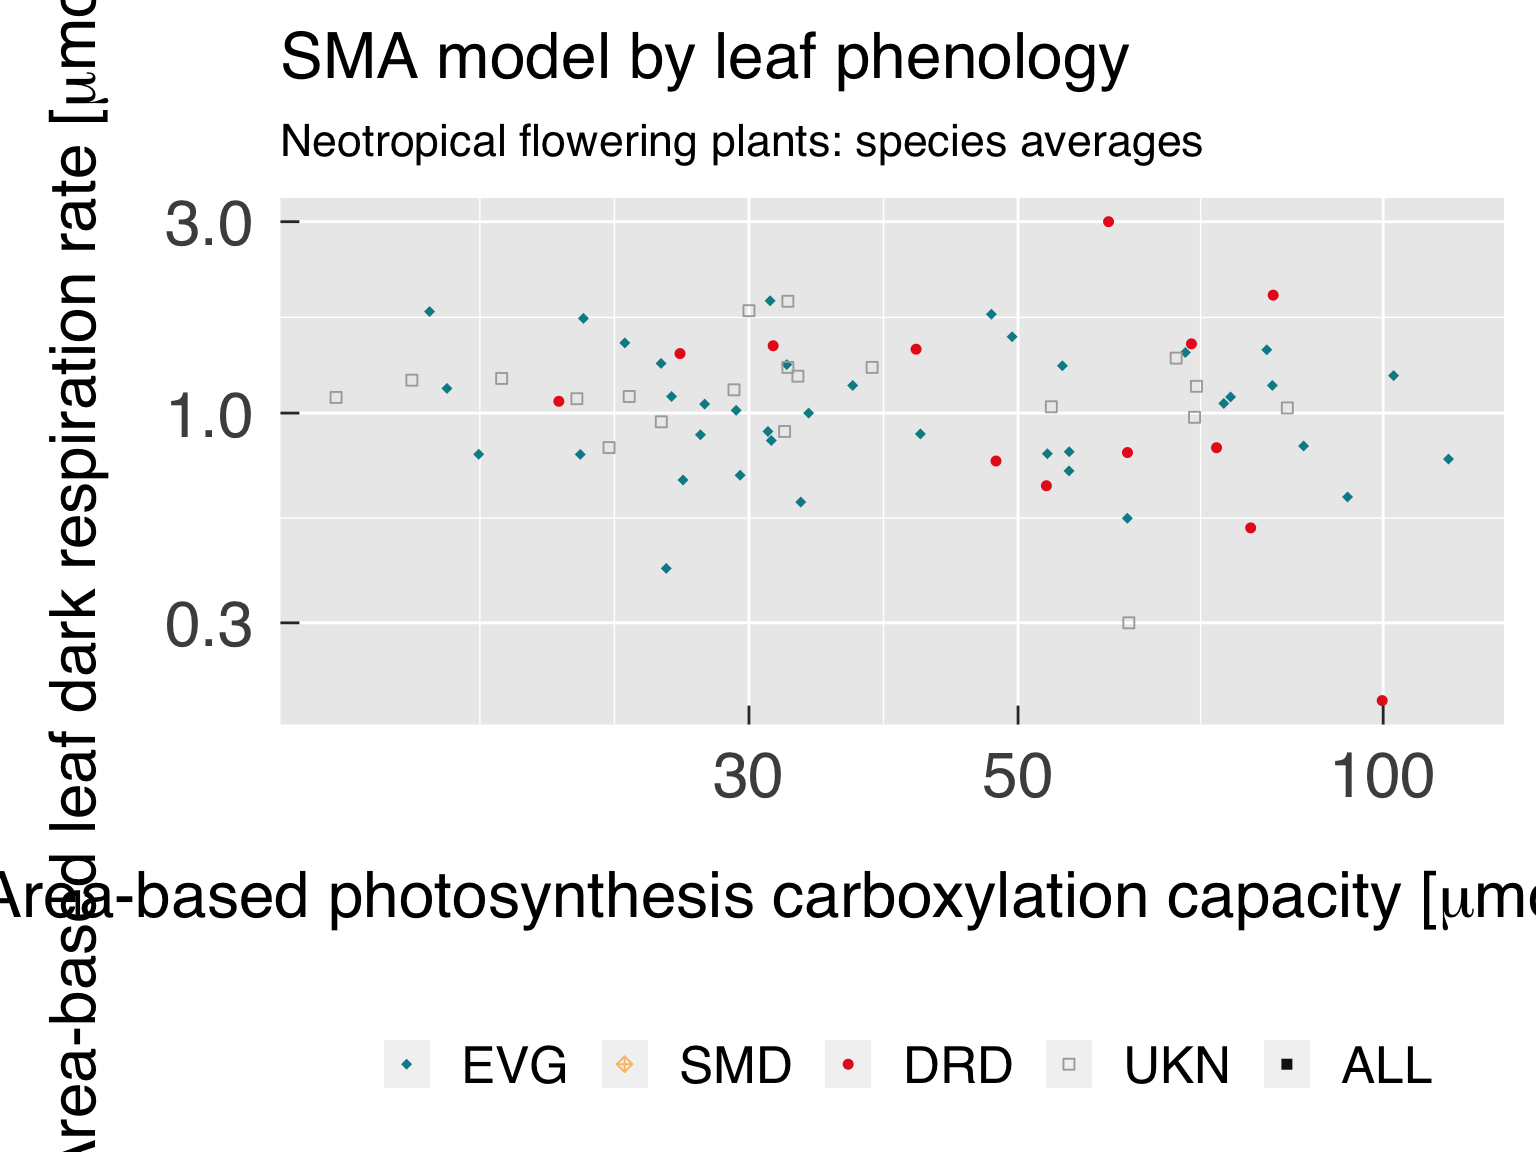 SMA model by leaf phenology
Neotropical flowering plants: species averages
Area-based leaf dark respiration rate [μmo
3.0
1.0
0.3
30 50 100
Area-based photosynthesis carboxylation capacity [μmo
EVG SMD DRD UKN ALL